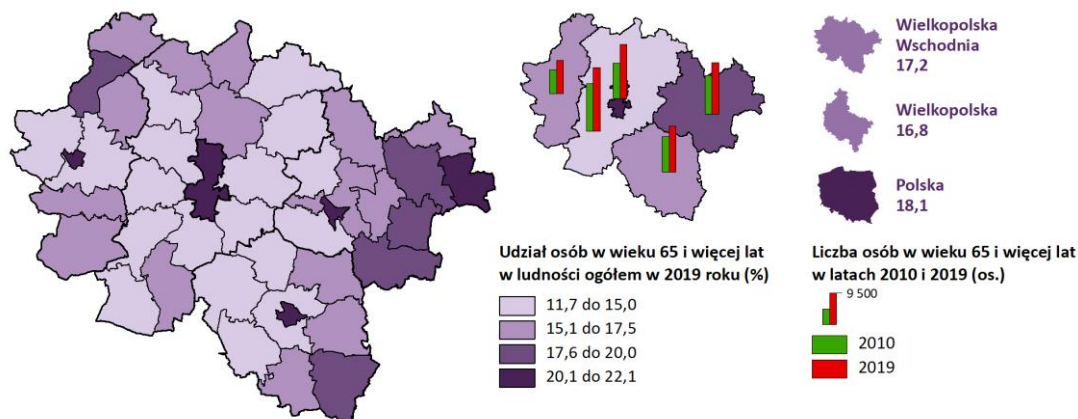 Wielkopolska
Wschodnia
17,2
Wielkopolska
16,8
Polska
18,1
Udział osób w wieku 65 i więcej lat
w ludności ogółem w 2019 roku (%)
11,7 do 15,0
15,1 do 17,5
17,6 do 20,0
20,1 do 22,1
Liczba osób w wieku 65 i więcej lat
w latach 2010 i 2019 (os.)
9 500
2010
2019